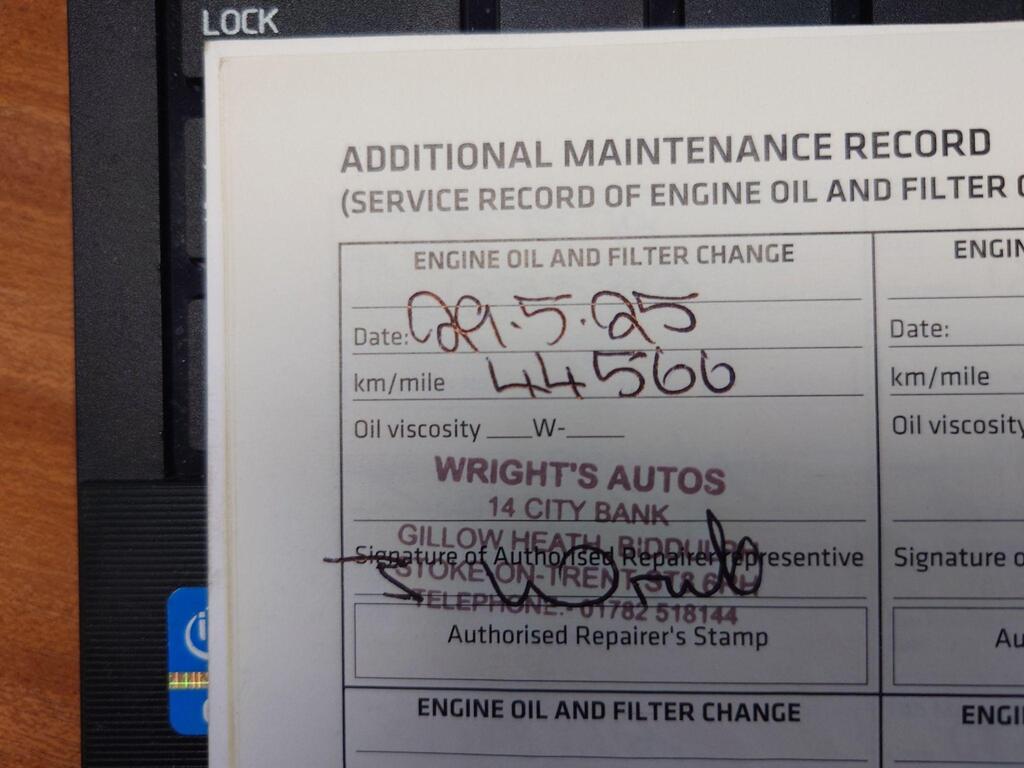 LOCK
ADDITIONAL MAINTENANCE RECORD
(SERVICE RECORD OF ENGINE OIL AND FILTER
ENGINE OIL AND FILTER CHANGE
Date: 29.5.25
km/mile 44566
Oil viscosity ___W-____
WRIGHT'S AUTOS
14 CITY BANK
GILLOW HEATH, BIDDULPH
Signature of Authorised Repairer representive
STOKE-ON-TRENT ST8 6RH
TELEPHONE:- 01782 518144
Authorised Repairer's Stamp
ENGINE OIL AND FILTER CHANGE
ENGIN
Date:
km/mile
Oil viscosity
Signature o
Au
ENGI